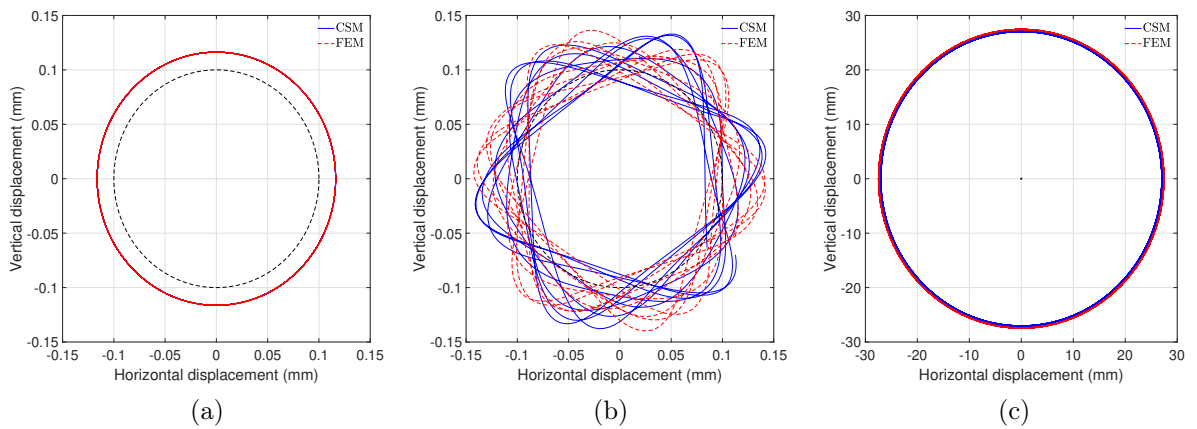 CSM
FEM
0.15
0.1
0.05
0
-0.05
-0.1
-0.15
-0.15 -0.1 -0.05 0 0.05 0.1 0.15
Vertical displacement (mm)
Horizontal displacement (mm)
(a)
CSM
FEM
0.15
0.1
0.05
0
-0.05
-0.1
-0.15
-0.15 -0.1 -0.05 0 0.05 0.1 0.15
Vertical displacement (mm)
Horizontal displacement (mm)
(b)
CSM
FEM
30
20
10
0
-10
-20
-30
-30 -20 -10 0 10 20 30
Vertical displacement (mm)
Horizontal displacement (mm)
(c)